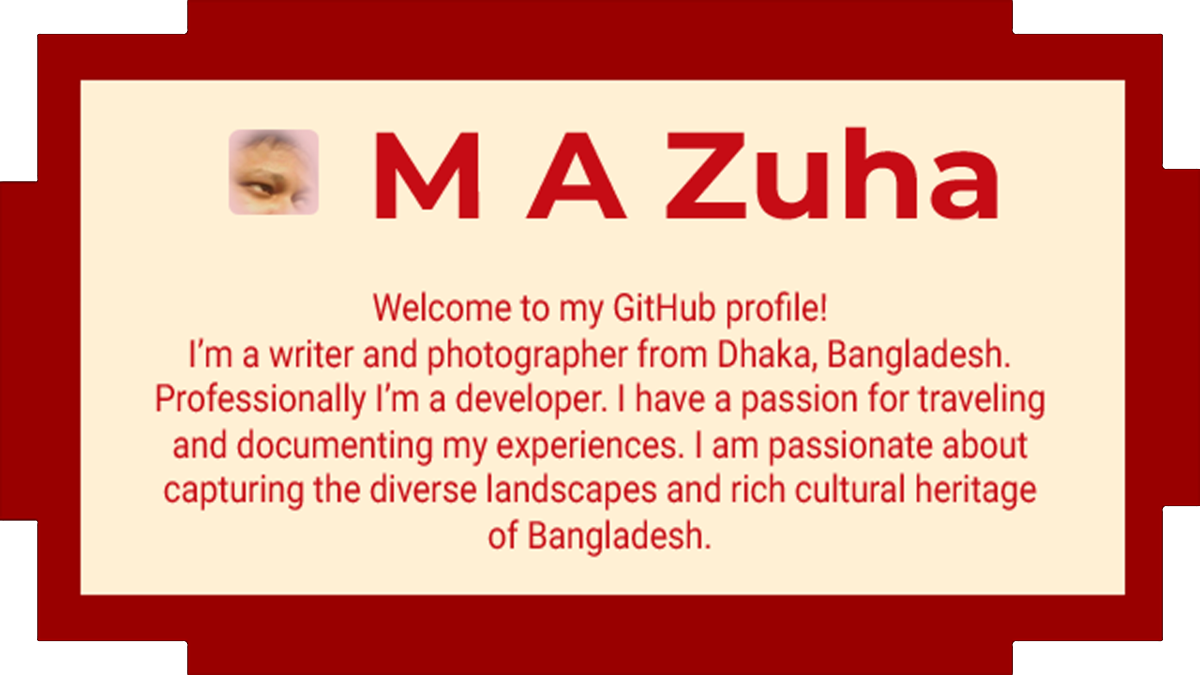 M A Zuha
Welcome to my GitHub profile!
I’m a writer and photographer from Dhaka, Bangladesh.
Professionally I’m a developer. I have a passion for traveling
and documenting my experiences. I am passionate about
capturing the diverse landscapes and rich cultural heritage
of Bangladesh.